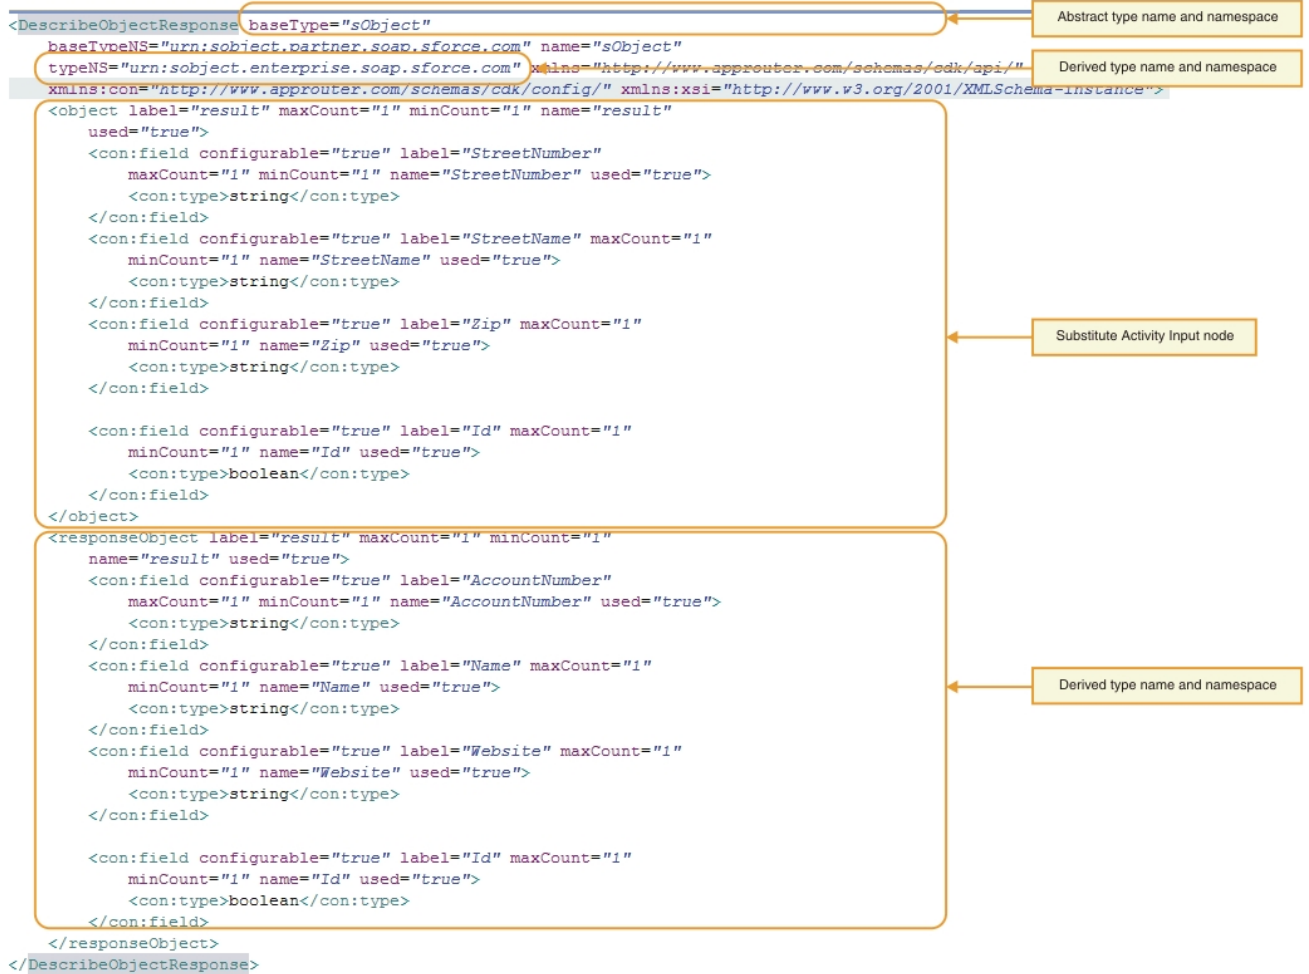 <DescribeObjectResponse baseType="sObject"
Abstract type name and namespace
baseTypeNS="urn:sobject.partner.soap.sforce.com" name="sObject"
typeNS="urn:sobject.enterprise.soap.sforce.com" xmlns="http://www.approuter.com/schemas/cdk/api/"
Derived type name and namespace
xmlns:con="http://www.approuter.com/schemas/cdk/config/" xmlns:xsi="http://www.w3.org/2001/XMLSchema-instance">
<object label="result" maxCount="1" minCount="1" name="result"
used="true">
<con:field configurable="true" label="StreetNumber"
maxCount="1" minCount="1" name="StreetNumber" used="true">
<con:type>string</con:type>
</con:field>
<con:field configurable="true" label="StreetName" maxCount="1"
minCount="1" name="StreetName" used="true">
<con:type>string</con:type>
</con:field>
<con:field configurable="true" label="Zip" maxCount="1"
minCount="1" name="Zip" used="true">
<con:type>string</con:type>
</con:field>
Substitute Activity Input node
<con:field configurable="true" label="Id" maxCount="1"
minCount="1" name="Id" used="true">
<con:type>boolean</con:type>
</con:field>
</object>
<responseObject label="result" maxCount="1" minCount="1"
name="result" used="true">
<con:field configurable="true" label="AccountNumber"
maxCount="1" minCount="1" name="AccountNumber" used="true">
<con:type>string</con:type>
</con:field>
<con:field configurable="true" label="Name" maxCount="1"
minCount="1" name="Name" used="true">
<con:type>string</con:type>
</con:field>
Derived type name and namespace
<con:field configurable="true" label="Website" maxCount="1"
minCount="1" name="Website" used="true">
<con:type>string</con:type>
</con:field>
<con:field configurable="true" label="Id" maxCount="1"
minCount="1" name="Id" used="true">
<con:type>boolean</con:type>
</con:field>
</responseObject>
</DescribeObjectResponse>